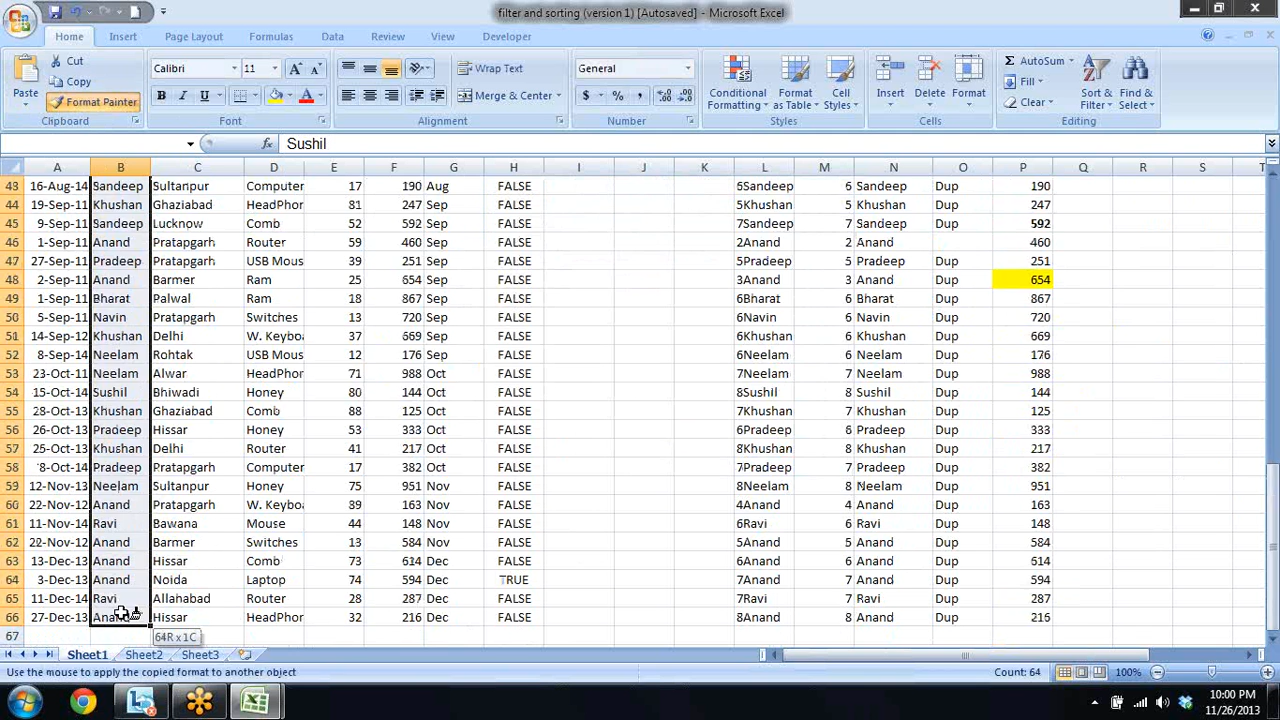 filter and sorting (version 1) [Autosaved] - Microsoft Excel
Home Insert Page Layout Formulas Data Review View Developer
Paste Cut Copy Format Painter Clipboard
Calibri 11 B I U Font
Wrap Text Merge & Center Alignment
General $ % , Number
Conditional Formatting Format as Table Cell Styles Styles
Insert Delete Format Cells
AutoSum Fill Clear Sort & Filter Find & Select Editing
fx Sushil
A B C D E F G H I J K L M N O P Q R S T
43 16-Aug-14 Sandeep Sultanpur Computer 17 190 Aug FALSE 5Sandeep 6 Sandeep Dup 190
44 19-Sep-11 Khushan Ghaziabad HeadPhor 81 247 Sep FALSE 5Khushan 5 Khushan Dup 247
45 9-Sep-11 Sandeep Lucknow Comb 52 592 Sep FALSE 7Sandeep 7 Sandeep Dup 592
46 1-Sep-11 Anand Pratapgarh Router 59 460 Sep FALSE 2Anand 2 Anand Dup 460
47 27-Sep-11 Pradeep Pratapgarh USB Mous 39 251 Sep FALSE 5Pradeep 5 Pradeep Dup 251
48 2-Sep-11 Anand Barmer Ram 25 654 Sep FALSE 3Anand 3 Anand Dup 654
49 1-Sep-11 Bharat Palwal Ram 18 867 Sep FALSE 6Bharat 6 Bharat Dup 867
50 5-Sep-11 Navin Pratapgarh Switches 13 720 Sep FALSE 6Navin 6 Navin Dup 720
51 14-Sep-12 Khushan Delhi W. Keybo 37 669 Sep FALSE 6Khushan 6 Khushan Dup 669
52 8-Sep-14 Neelam Rohtak USB Mous 12 176 Sep FALSE 6Neelam 6 Neelam Dup 176
53 23-Oct-11 Neelam Alwar HeadPhor 71 988 Oct FALSE 7Neelam 7 Neelam Dup 988
54 15-Oct-14 Sushil Bhiwadi Honey 80 144 Oct FALSE 8Sushil 8 Sushil Dup 144
55 28-Oct-13 Khushan Ghaziabad Comb 88 125 Oct FALSE 7Khushan 7 Khushan Dup 125
56 26-Oct-13 Pradeep Hissar Honey 53 333 Oct FALSE 6Pradeep 6 Pradeep Dup 333
57 25-Oct-13 Khushan Delhi Router 41 217 Oct FALSE 8Khushan 8 Khushan Dup 217
58 8-Oct-14 Pradeep Pratapgarh Computer 17 382 Oct FALSE 7Pradeep 7 Pradeep Dup 382
59 12-Nov-13 Neelam Sultanpur Honey 75 951 Nov FALSE 8Neelam 8 Neelam Dup 951
60 22-Nov-12 Anand Pratapgarh W. Keybo 89 163 Nov FALSE 4Anand 4 Anand Dup 163
61 11-Nov-14 Ravi Bawana Mouse 44 148 Nov FALSE 6Ravi 6 Ravi Dup 148
62 22-Nov-12 Anand Barmer Switches 13 584 Nov FALSE 5Anand 5 Anand Dup 584
63 13-Dec-13 Anand Hissar Comb 73 614 Dec FALSE 6Anand 6 Anand Dup 614
64 3-Dec-13 Anand Noida Laptop 74 594 Dec TRUE 7Anand 7 Anand Dup 594
65 11-Dec-14 Ravi Allahabad Router 28 287 Dec FALSE 7Ravi 7 Ravi Dup 287
66 27-Dec-13 Anand Hissar HeadPhor 32 216 Dec FALSE 8Anand 8 Anand Dup 216
67 64R x 1C
Sheet1 Sheet2 Sheet3
Use the mouse to apply the copied format to another object Count: 64 100%
10:00 PM
11/26/2013